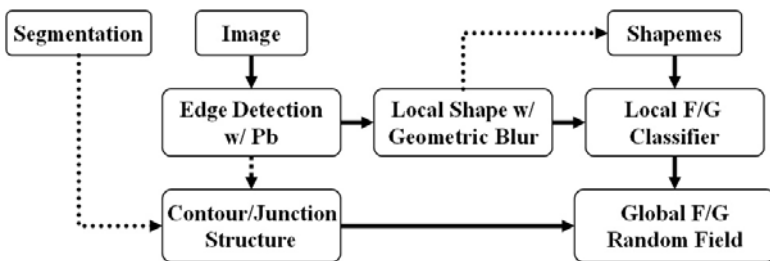 Segmentation
Image
Shapemes
Edge Detection
w/ Pb
Local Shape w/
Geometric Blur
Local F/G
Classifier
Contour/Junction
Structure
Global F/G
Random Field